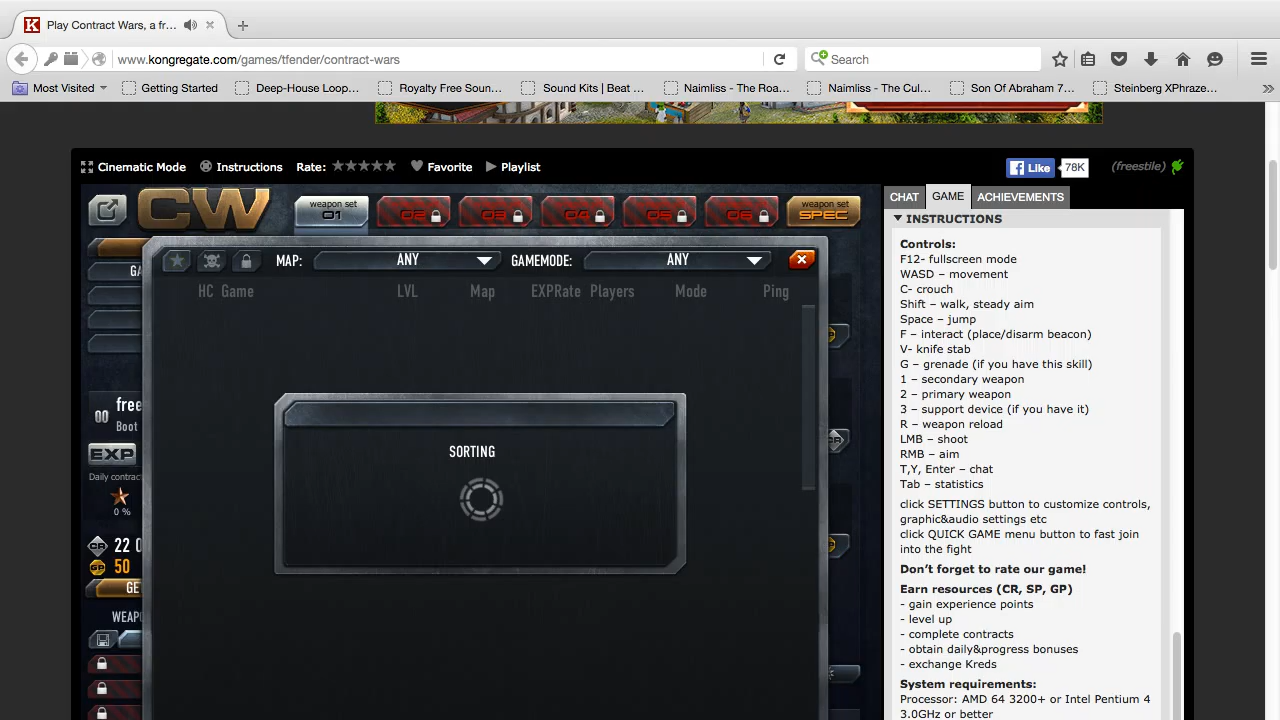 Play Contract Wars, a fr...
www.kongregate.com/games/tfender/contract-wars
Search
Most Visited
Getting Started
Deep-House Loop...
Royalty Free Soun...
Sound Kits | Beat ...
Naimliss - The Roa...
Naimliss - The Cul...
Son Of Abraham 7...
Steinberg XPhraze...
Cinematic Mode
Instructions
Rate:
Favorite
Playlist
Like
78K
(freestile)
CW
weapon set
01
02
03
04
05
06
weapon set
SPEC
CHAT
GAME
ACHIEVEMENTS
MAP:
ANY
GAMEMODE:
ANY
HC Game
LVL
Map
EXPRate
Players
Mode
Ping
GA
SORTING
00
free
Boot
EXP
Daily contrac
0 %
CR
22 0
GP
50
GE
WEAPO
CR
INSTRUCTIONS
Controls:
F12- fullscreen mode
WASD – movement
C- crouch
Shift – walk, steady aim
Space – jump
F – interact (place/disarm beacon)
V- knife stab
G – grenade (if you have this skill)
1 – secondary weapon
2 – primary weapon
3 – support device (if you have it)
R – weapon reload
LMB – shoot
RMB – aim
T,Y, Enter – chat
Tab – statistics
click SETTINGS button to customize controls,
graphic&audio settings etc
click QUICK GAME menu button to fast join
into the fight
Don't forget to rate our game!
Earn resources (CR, SP, GP)
- gain experience points
- level up
- complete contracts
- obtain daily&progress bonuses
- exchange Kreds
System requirements:
Processor: AMD 64 3200+ or Intel Pentium 4
3.0GHz or better